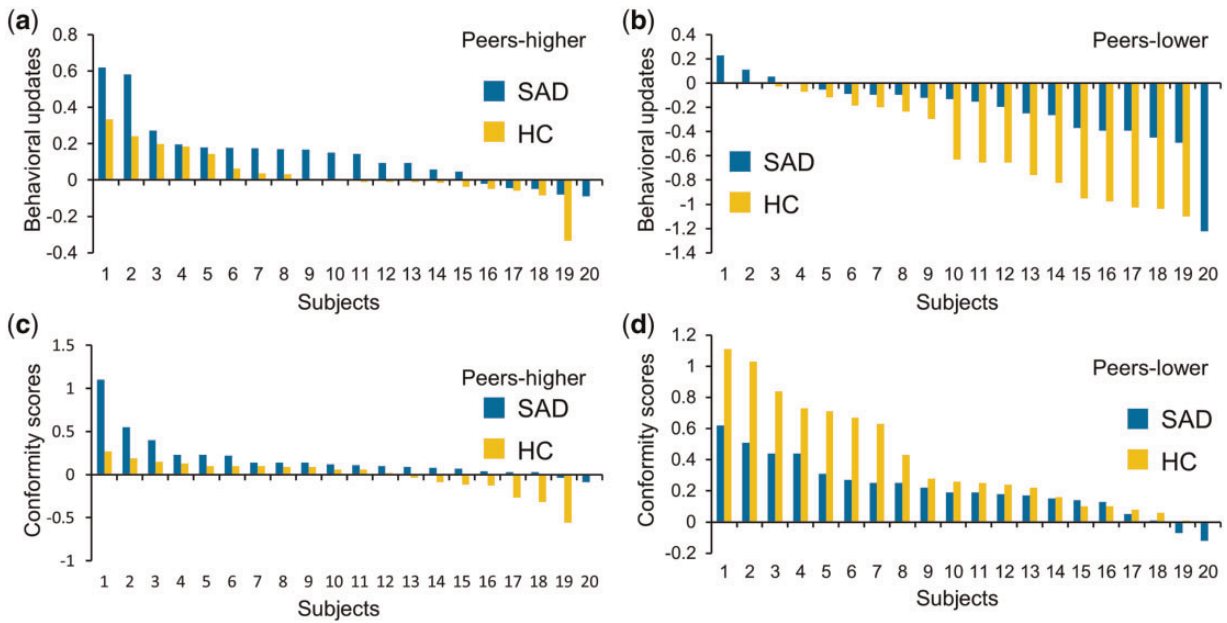 (a)
Peers-higher
Behavioral updates
0.8
0.6
0.4
0.2
0
-0.2
-0.4
SAD
HC
1 2 3 4 5 6 7 8 9 10 11 12 13 14 15 16 17 18 19 20
Subjects
(b)
Peers-lower
Behavioral updates
0.4
0.2
0
-0.2
-0.4
-0.6
-0.8
-1
-1.2
-1.4
SAD
HC
1 2 3 4 5 6 7 8 9 10 11 12 13 14 15 16 17 18 19 20
Subjects
(c)
Peers-higher
Conformity scores
1.5
1
0.5
0
-0.5
-1
SAD
HC
1 2 3 4 5 6 7 8 9 10 11 12 13 14 15 16 17 18 19 20
Subjects
(d)
Peers-lower
Conformity scores
1.2
1
0.8
0.6
0.4
0.2
0
-0.2
SAD
HC
1 2 3 4 5 6 7 8 9 10 11 12 13 14 15 16 17 18 19 20
Subjects